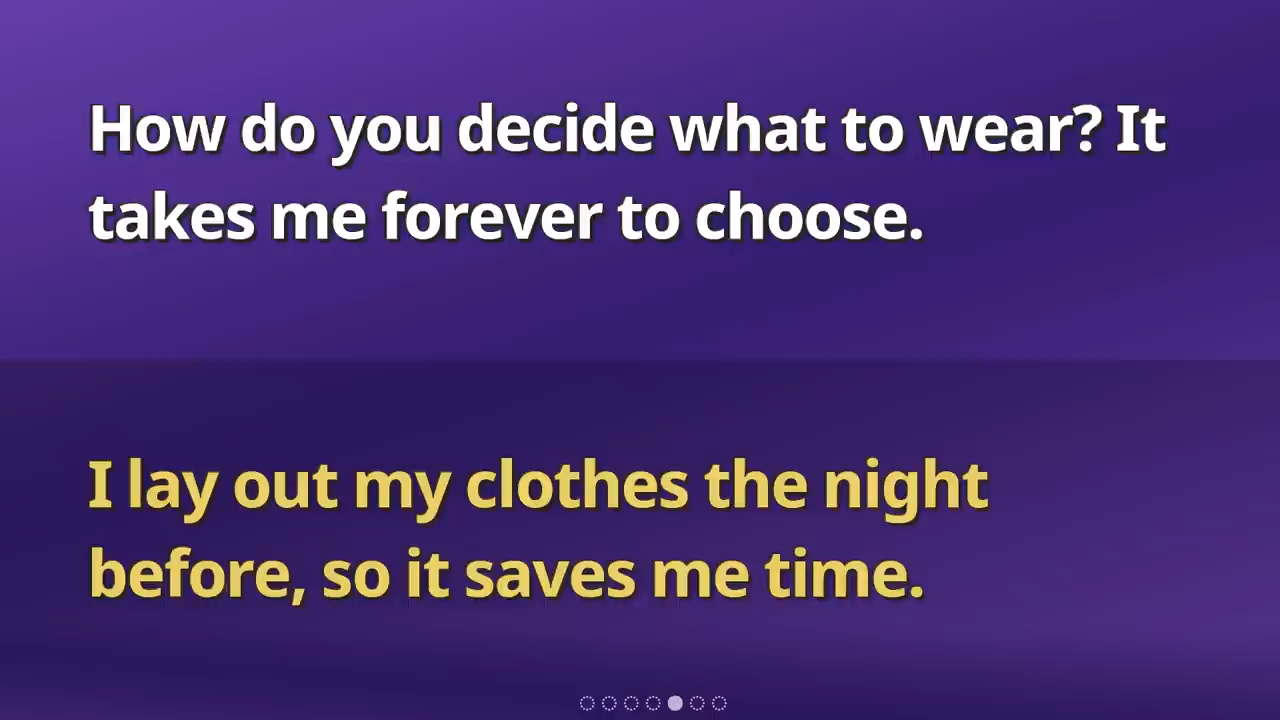 How do you decide what to wear? It
takes me forever to choose.
I lay out my clothes the night
before, so it saves me time.